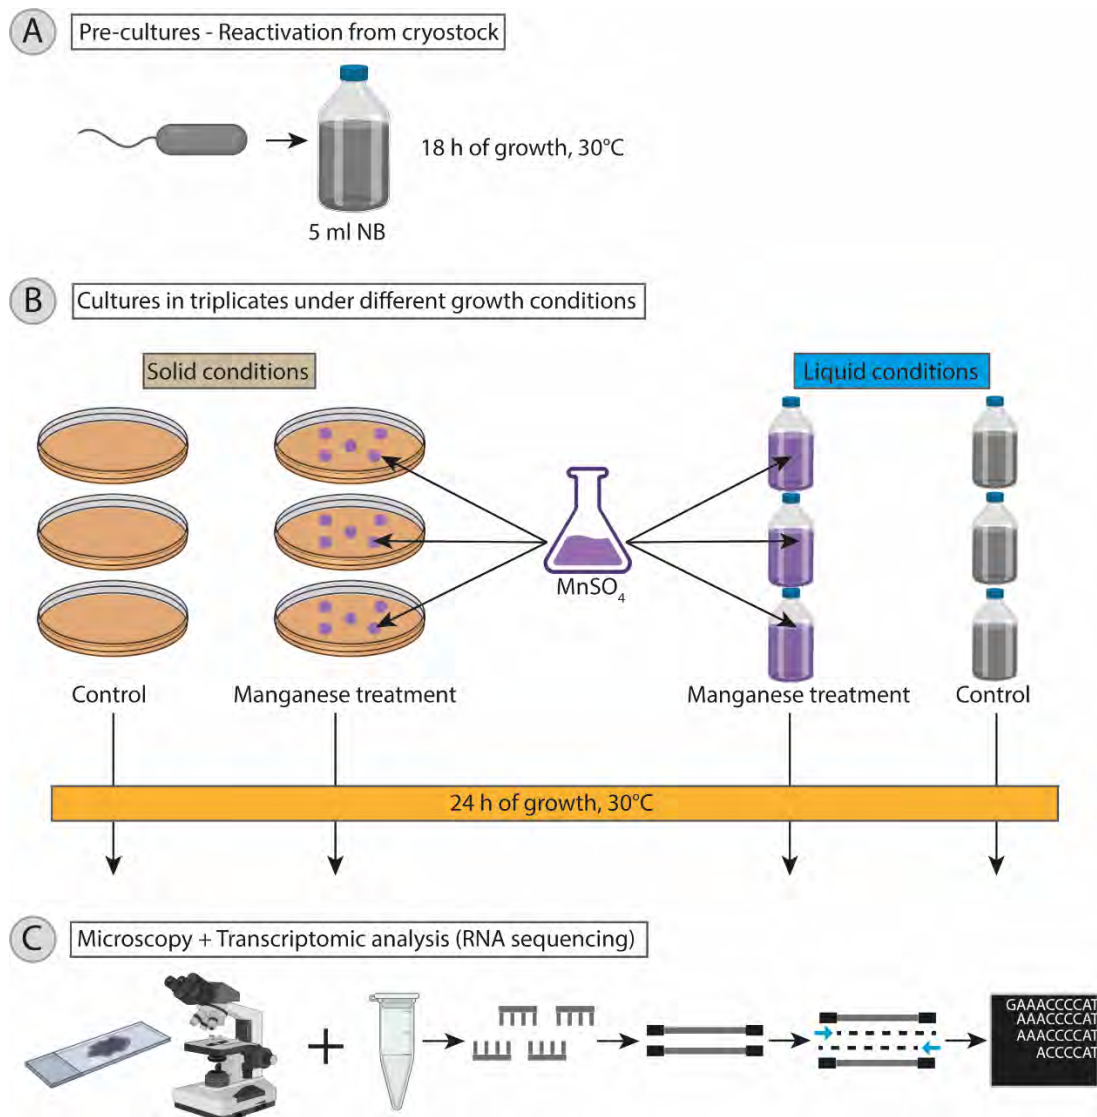 A
Pre-cultures - Reactivation from cryostock
18 h of growth, 30°C
5 ml NB
B
Cultures in triplicates under different growth conditions
Solid conditions
Liquid conditions
MnSO4
Control
Manganese treatment
Manganese treatment
Control
24 h of growth, 30°C
C
Microscopy + Transcriptomic analysis (RNA sequencing)
+
GAAACCCCAT
AAACCCCAT
AAACCCCAT
ACCCCAT